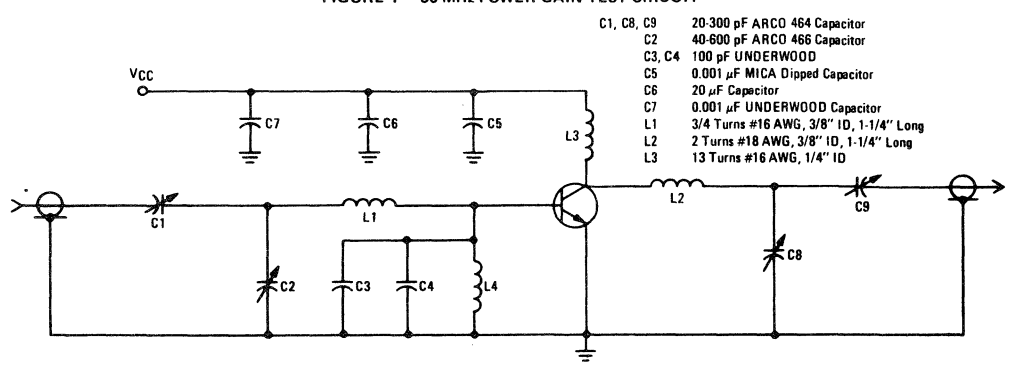 FIGURE 1 – 50 MHz POWER GAIN TEST CIRCUIT
C1, C8, C9 20-300 pF ARCO 464 Capacitor
C2 40-600 pF ARCO 466 Capacitor
C3, C4 100 pF UNDERWOOD
C5 0.001 μF MICA Dipped Capacitor
C6 20 μF Capacitor
C7 0.001 μF UNDERWOOD Capacitor
L1 3/4 Turns #16 AWG, 3/8" ID, 1-1/4" Long
L2 2 Turns #18 AWG, 3/8" ID, 1-1/4" Long
L3 13 Turns #16 AWG, 1/4" ID
VCC
C7
C6
C5
L3
C1
L1
L2
C9
C2
C3
C4
L4
C8